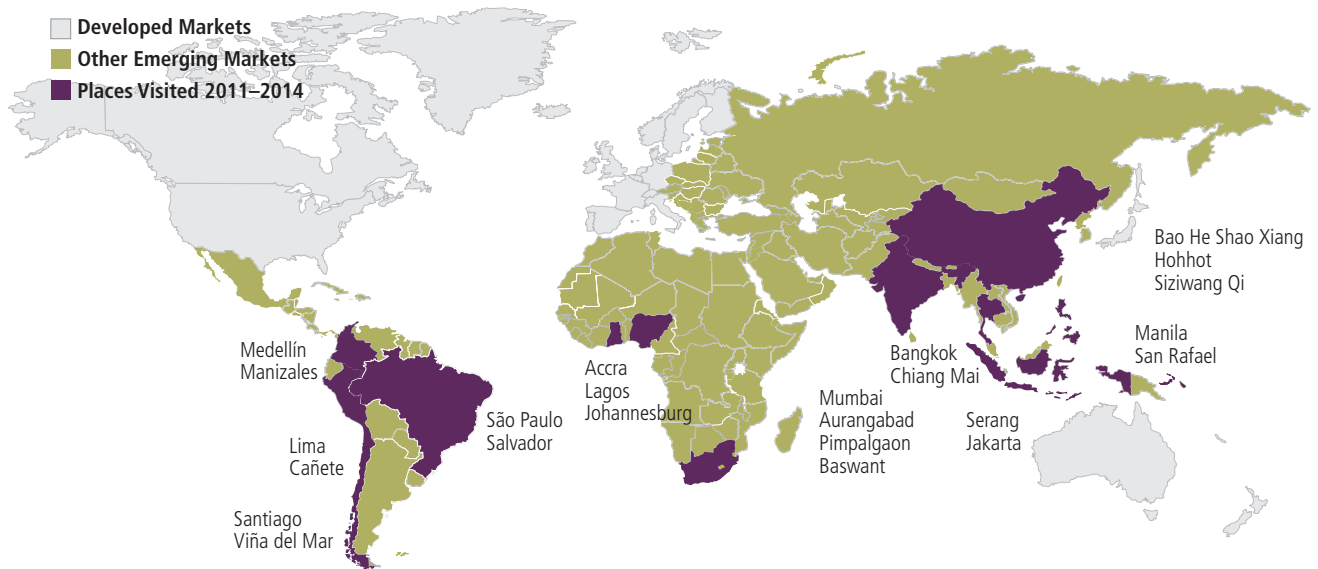 Developed Markets
Other Emerging Markets
Places Visited 2011–2014
Bao He Shao Xiang
Hohhot
Siziwang Qi
Manila
San Rafael
Medellín
Manizales
Bangkok
Chiang Mai
Accra
Lagos
Johannesburg
Mumbai
Aurangabad
Pimpalgaon
Baswant
São Paulo
Salvador
Serang
Jakarta
Lima
Cañete
Santiago
Viña del Mar